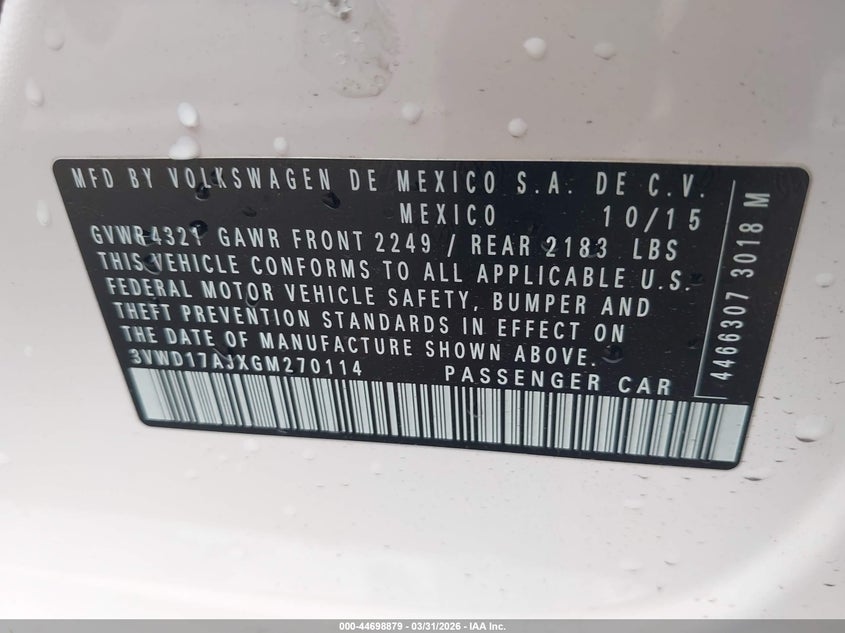 MFD BY VOLKSWAGEN DE MEXICO S.A. DE C.V.
MEXICO 10/15
GVWR 4321 GAWR FRONT 2249 / REAR 2183 LBS
THIS VEHICLE CONFORMS TO ALL APPLICABLE U.S.
FEDERAL MOTOR VEHICLE SAFETY, BUMPER AND
THEFT PREVENTION STANDARDS IN EFFECT ON
THE DATE OF MANUFACTURE SHOWN ABOVE.
3VWD17AJXGM270114 PASSENGER CAR
4466307 3018 M
000-44698879 - 03/31/2026 - IAA Inc.